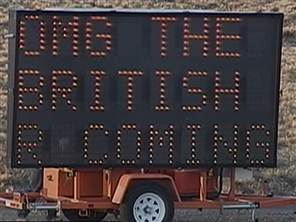 OMG THE
BRITISH
R COMING